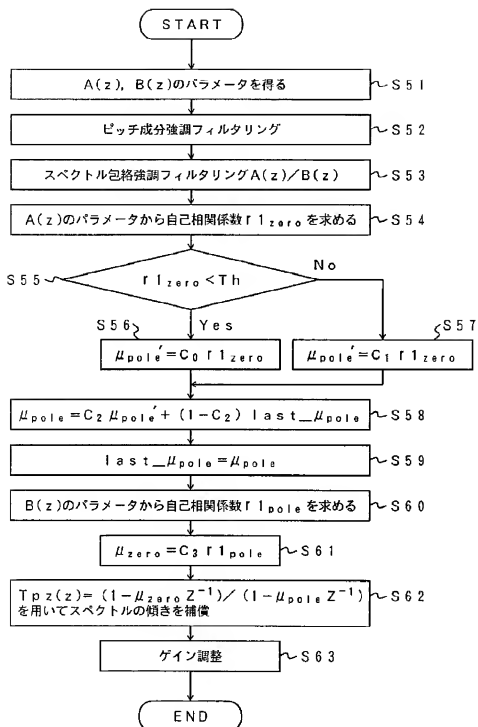 START
A(z), B(z)のパラメータを得る
S51
ピッチ成分強調フィルタリング
S52
スペクトル包絡強調フィルタリングA(z)/B(z)
S53
A(z)のパラメータから自己相関係数r1zeroを求める
S54
S55
r1zero<Th
No
Yes
S56
μpole'=C0 r1zero
S57
μpole'=C1 r1zero
μpole=C2 μpole'+(1-C2) last_μpole
S58
last_μpole=μpole
S59
B(z)のパラメータから自己相関係数r1poleを求める
S60
μzero=C3 r1pole
S61
Tpz(z)=(1-μzero Z⁻¹)/(1-μpole Z⁻¹)
を用いてスペクトルの傾きを補償
S62
ゲイン調整
S63
END